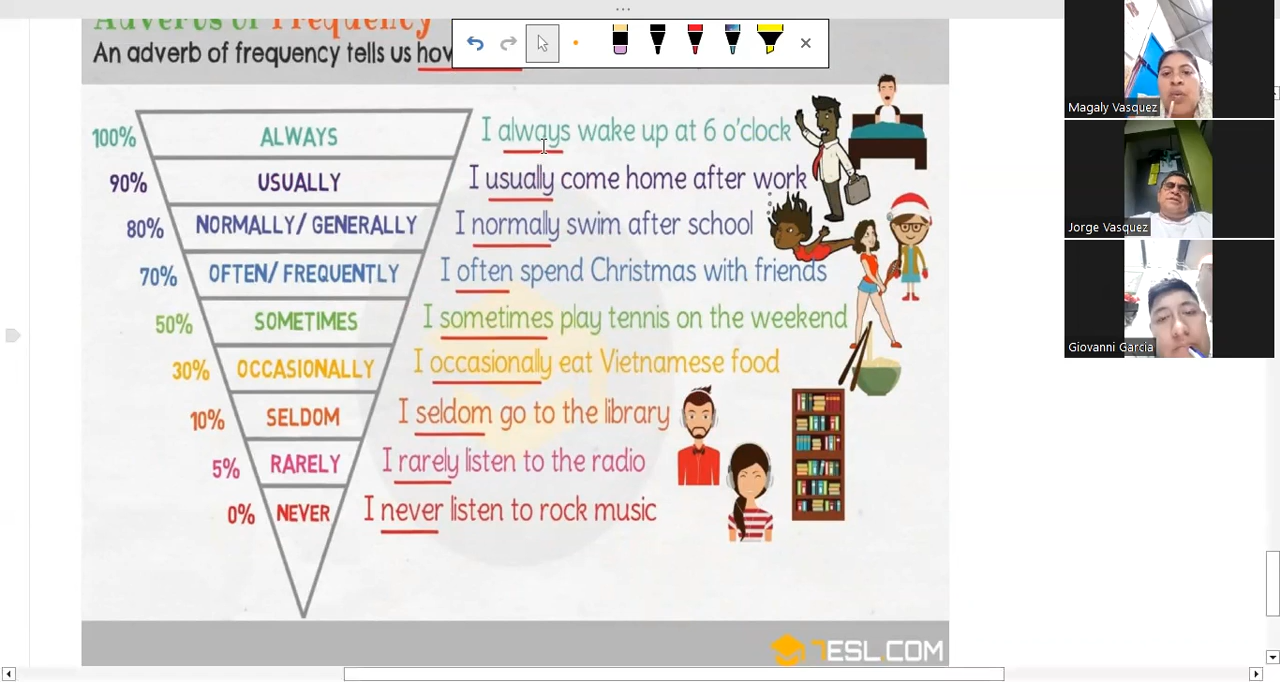 Adverbs of Frequency
An adverb of frequency tells us how
100% ALWAYS I always wake up at 6 o'clock
90% USUALLY I usually come home after work
80% NORMALLY/ GENERALLY I normally swim after school
70% OFTEN/ FREQUENTLY I often spend Christmas with friends
50% SOMETIMES I sometimes play tennis on the weekend
30% OCCASIONALLY I occasionally eat Vietnamese food
10% SELDOM I seldom go to the library
5% RARELY I rarely listen to the radio
0% NEVER I never listen to rock music
7ESL.COM
Magaly Vasquez
Jorge Vasquez
Giovanni Garcia